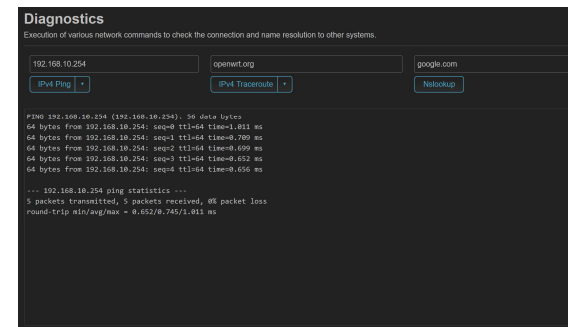 Diagnostics
Execution of various network commands to check the connection and name resolution to other systems.
192.168.10.254
openwrt.org
google.com
IPv4 Ping
IPv4 Traceroute
Nslookup
PING 192.168.10.254 (192.168.10.254): 56 data bytes
64 bytes from 192.168.10.254: seq=0 ttl=64 time=1.011 ms
64 bytes from 192.168.10.254: seq=1 ttl=64 time=0.709 ms
64 bytes from 192.168.10.254: seq=2 ttl=64 time=0.699 ms
64 bytes from 192.168.10.254: seq=3 ttl=64 time=0.652 ms
64 bytes from 192.168.10.254: seq=4 ttl=64 time=0.656 ms
--- 192.168.10.254 ping statistics ---
5 packets transmitted, 5 packets received, 0% packet loss
round-trip min/avg/max = 0.652/0.745/1.011 ms